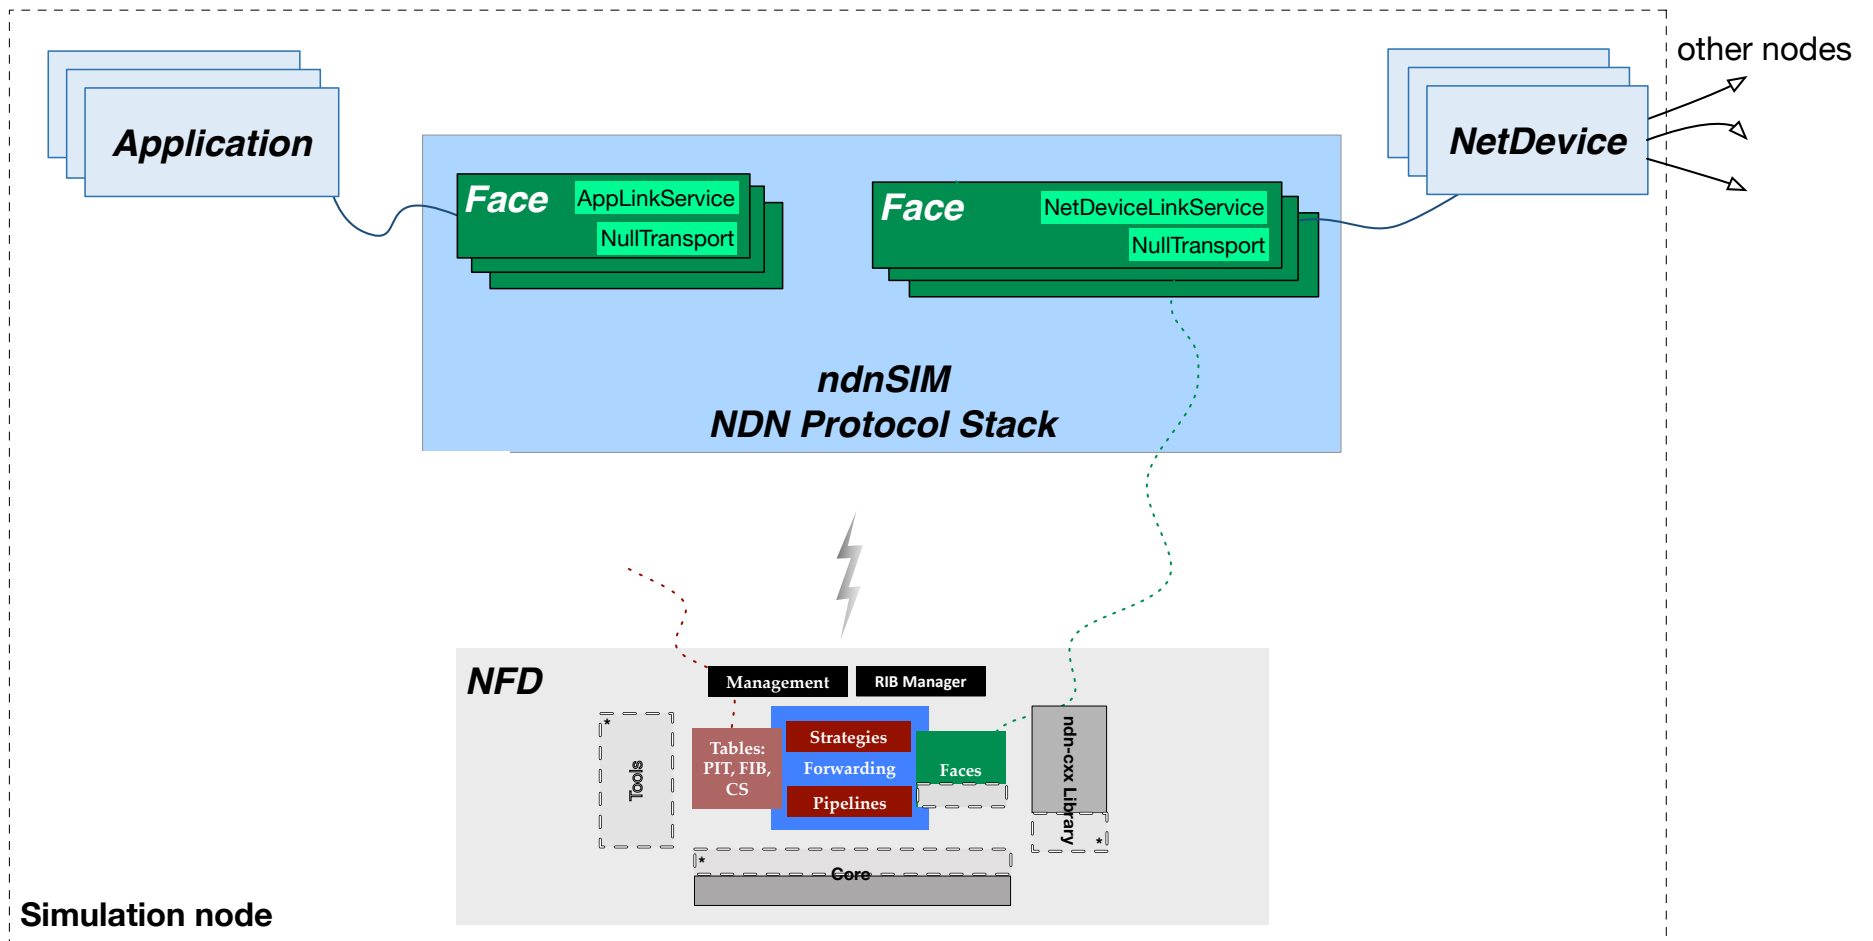 other nodes
Application
NetDevice
Face
AppLinkService
NullTransport
Face
NetDeviceLinkService
NullTransport
ndnSIM
NDN Protocol Stack
NFD
Management
RIB Manager
*
Tools
Tables:
PIT, FIB,
CS
Strategies
Forwarding
Pipelines
Faces
ndn-cxx Library
*
*
Core
Simulation node